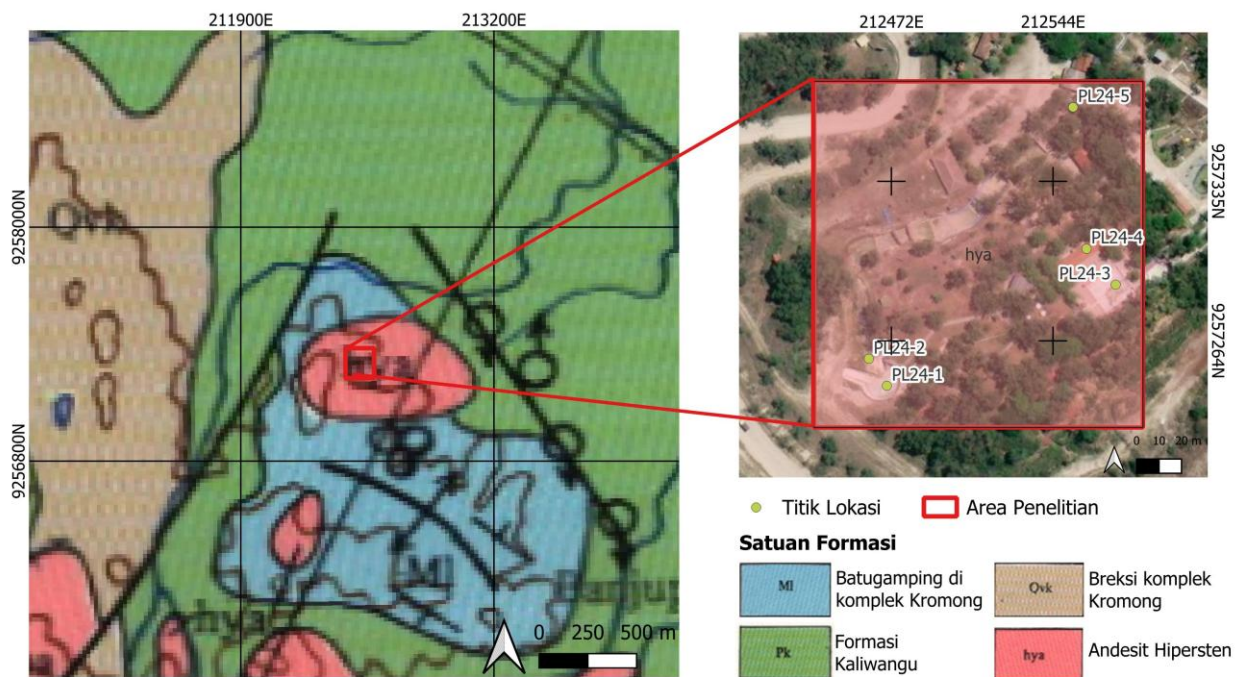 211900E
213200E
9258000N
9256800N
Qvk
Ml
hya
Banju
0 250 500 m
212472E
212544E
9257335N
9257264N
PL24-5
PL24-4
hya
PL24-3
PL24-2
PL24-1
0 10 20 m
Titik Lokasi
Area Penelitian
Satuan Formasi
Ml
Batugamping di
komplek Kromong
Qvk
Breksi komplek
Kromong
Pk
Formasi
Kaliwangu
hya
Andesit Hipersten